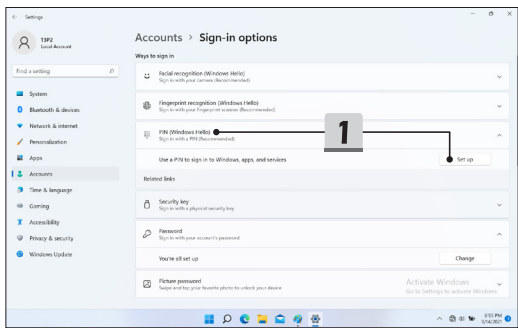 Settings
13P2
Local Account
Find a setting
System
Bluetooth & devices
Network & internet
Personalization
Apps
Accounts
Time & language
Gaming
Accessibility
Privacy & security
Windows Update
Accounts > Sign-in options
Ways to sign in
Facial recognition (Windows Hello)
Sign in with your camera (Recommended)
Fingerprint recognition (Windows Hello)
Sign in with your fingerprint scanner (Recommended)
PIN (Windows Hello)
Sign in with a PIN (Recommended)
1
Use a PIN to sign in to Windows, apps, and services
Set up
Related links
Security key
Sign in with a physical security key
Password
Sign in with your account's password
You're all set up
Change
Picture password
Swipe and tap your favorite photo to unlock your device
Activate Windows
Go to Settings to activate Windows.
6:53 PM
9/14/2021